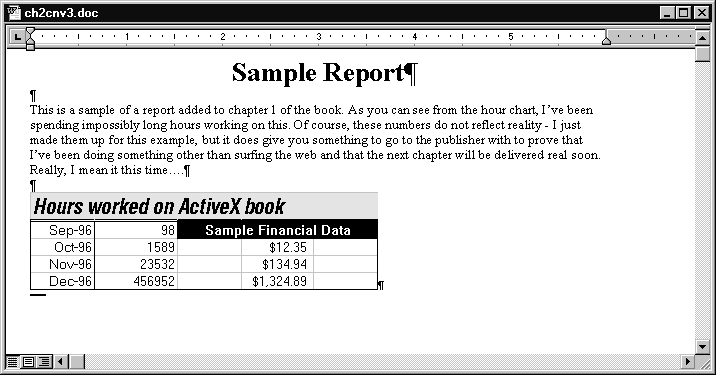 ch2cnv3.doc
1 2 3 4 5
Sample Report¶
¶
This is a sample of a report added to chapter 1 of the book. As you can see from the hour chart, I've been
spending impossibly long hours working on this. Of course, these numbers do not reflect reality - I just
made them up for this example, but it does give you something to go to the publisher with to prove that
I've been doing something other than surfing the web and that the next chapter will be delivered real soon.
Really, I mean it this time....¶
¶
Hours worked on ActiveX book
Sep-96 98 Sample Financial Data
Oct-96 1589 $12.35
Nov-96 23532 $134.94
Dec-96 456952 $1,324.89 ¶